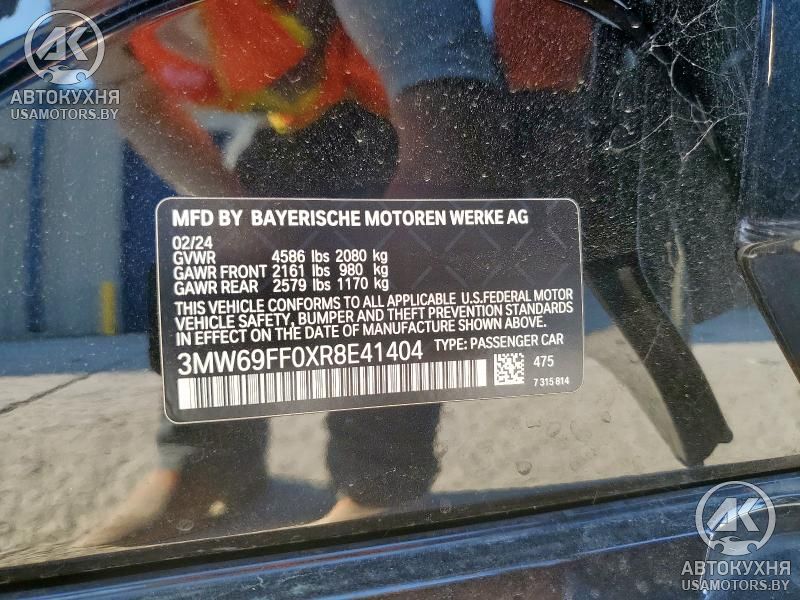 АК
АВТОКУХНЯ
USAMOTORS.BY
MFD BY BAYERISCHE MOTOREN WERKE AG
02/24
GVWR 4586 lbs 2080 kg
GAWR FRONT 2161 lbs 980 kg
GAWR REAR 2579 lbs 1170 kg
THIS VEHICLE CONFORMS TO ALL APPLICABLE U.S.FEDERAL MOTOR
VEHICLE SAFETY, BUMPER AND THEFT PREVENTION STANDARDS
IN EFFECT ON THE DATE OF MANUFACTURE SHOWN ABOVE.
3MW69FF0XR8E41404 TYPE: PASSENGER CAR
475
7 315 814
АК
АВТОКУХНЯ
USAMOTORS.BY